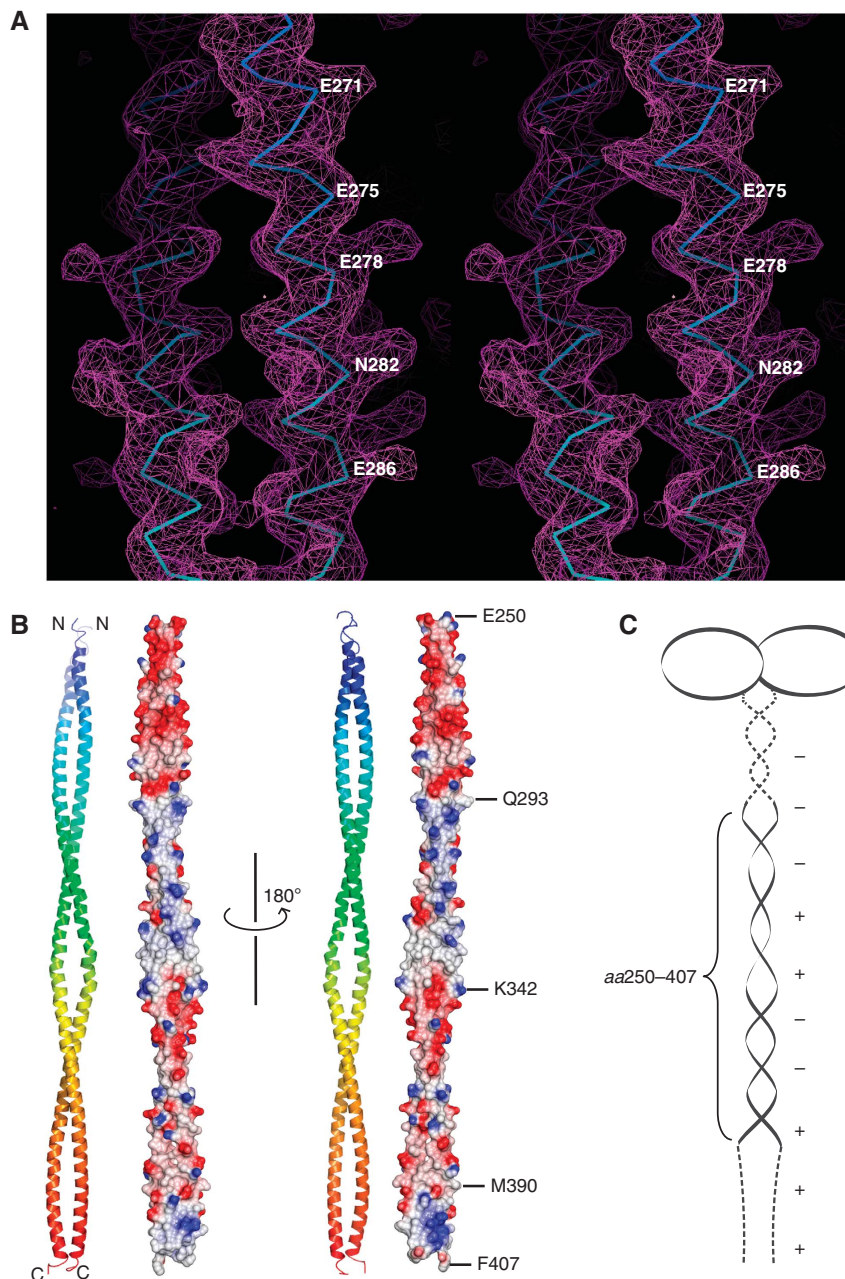 A
E271 E271
E275 E275
E278 E278
N282 N282
E286 E286
B
N N
E250
Q293
180°
K342
M390
F407
C C
C
–
–
–
+
aa250–407
+
–
–
+
+
+